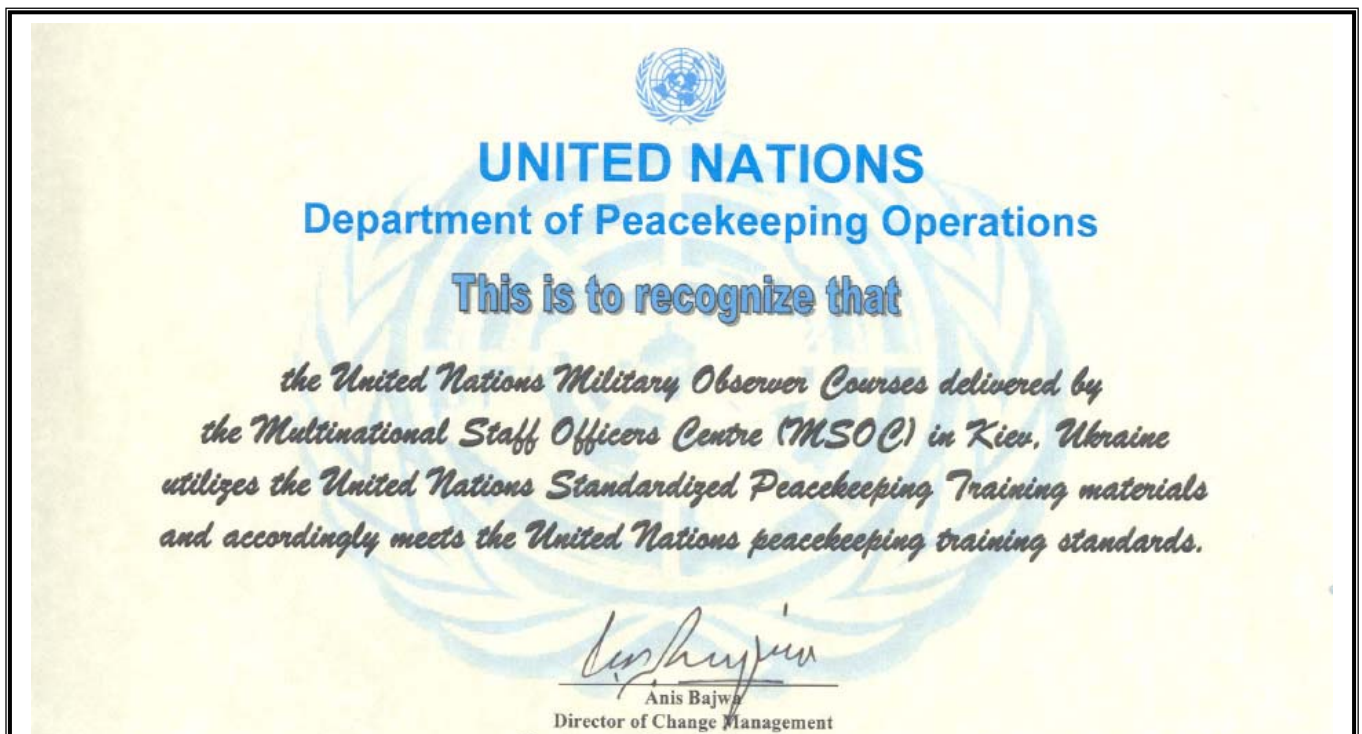 UNITED NATIONS
Department of Peacekeeping Operations
This is to recognize that
the United Nations Military Observer Courses delivered by
the Multinational Staff Officers Centre (MSOC) in Kiev, Ukraine
utilizes the United Nations Standardized Peacekeeping Training materials
and accordingly meets the United Nations peacekeeping training standards.
Anis Bajwa
Director of Change Management